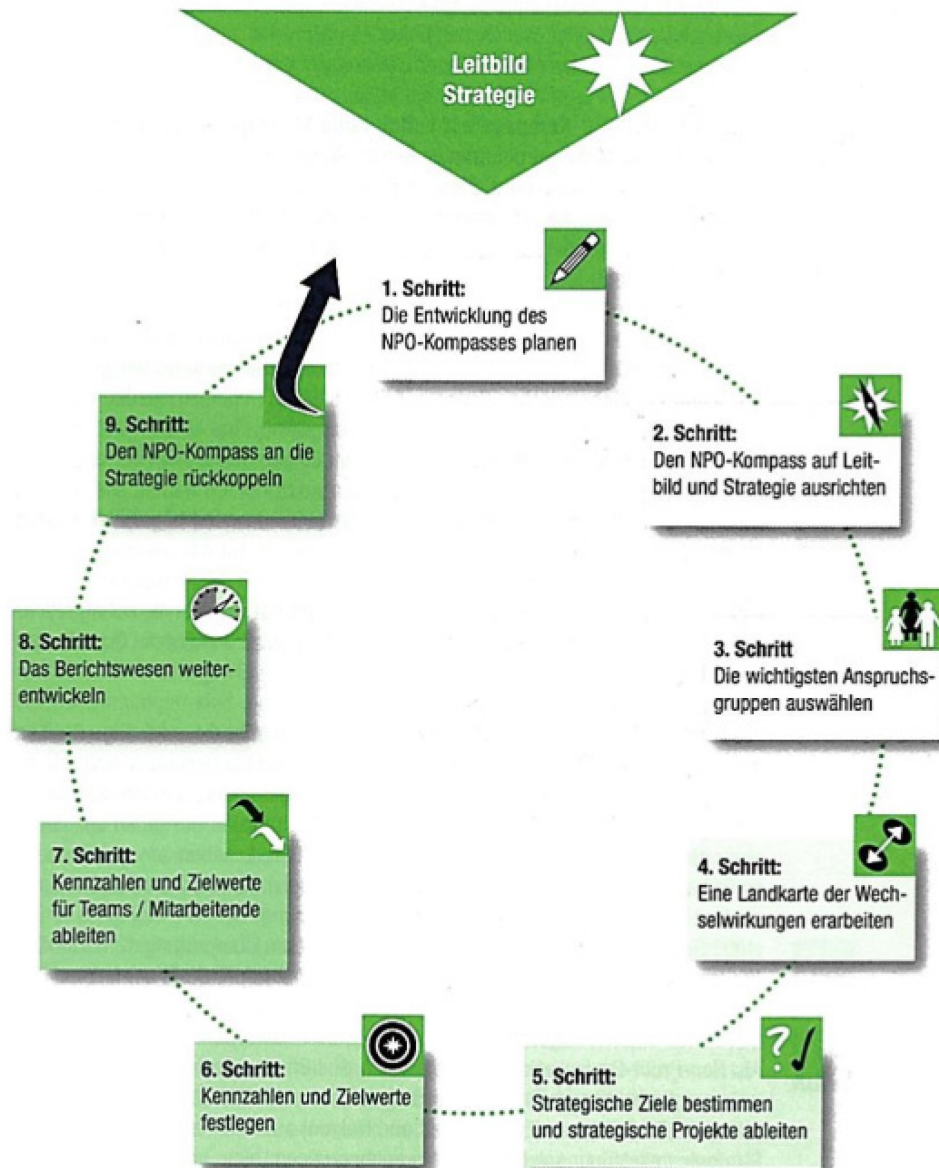 Leitbild
Strategie
1. Schritt:
Die Entwicklung des
NPO-Kompasses planen
2. Schritt:
Den NPO-Kompass auf Leit-
bild und Strategie ausrichten
3. Schritt
Die wichtigsten Anspruchs-
gruppen auswählen
4. Schritt:
Eine Landkarte der Wech-
selwirkungen erarbeiten
5. Schritt:
Strategische Ziele bestimmen
und strategische Projekte ableiten
6. Schritt:
Kennzahlen und Zielwerte
festlegen
7. Schritt:
Kennzahlen und Zielwerte
für Teams / Mitarbeitende
ableiten
8. Schritt:
Das Berichtswesen weiter-
entwickeln
9. Schritt:
Den NPO-Kompass an die
Strategie rückkoppeln